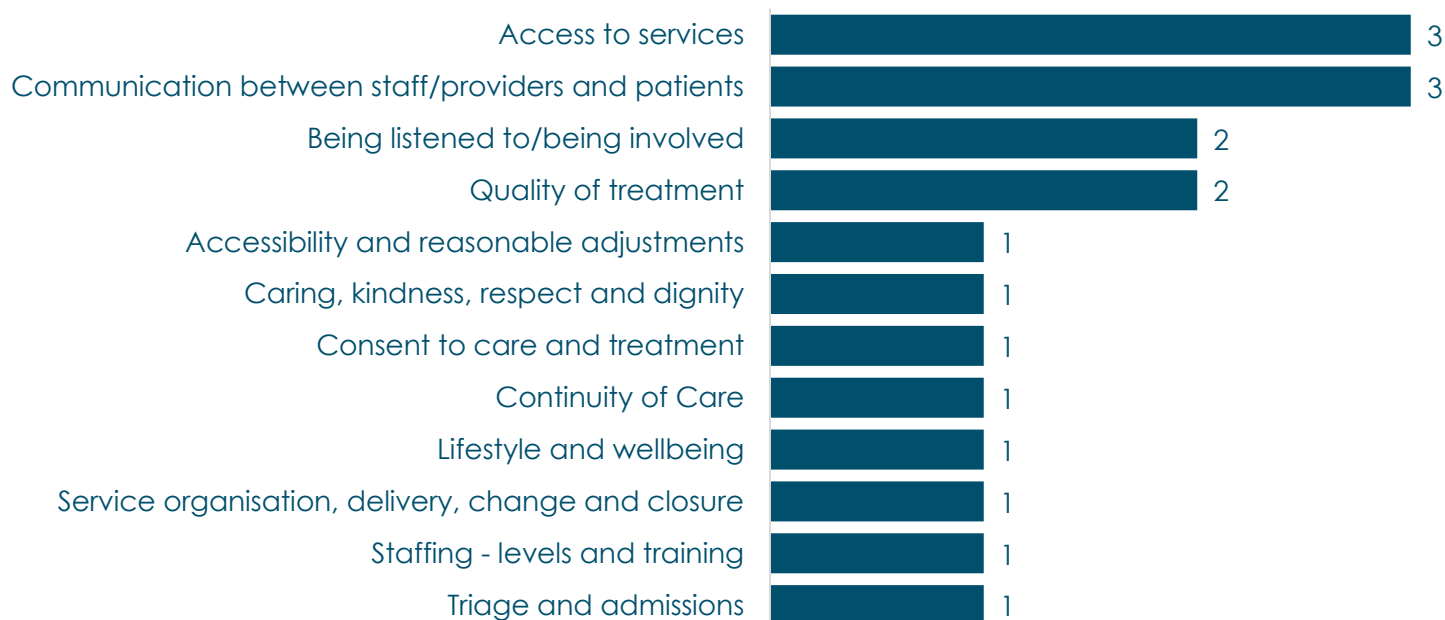 Access to services 3
Communication between staff/providers and patients 3
Being listened to/being involved 2
Quality of treatment 2
Accessibility and reasonable adjustments 1
Caring, kindness, respect and dignity 1
Consent to care and treatment 1
Continuity of Care 1
Lifestyle and wellbeing 1
Service organisation, delivery, change and closure 1
Staffing - levels and training 1
Triage and admissions 1